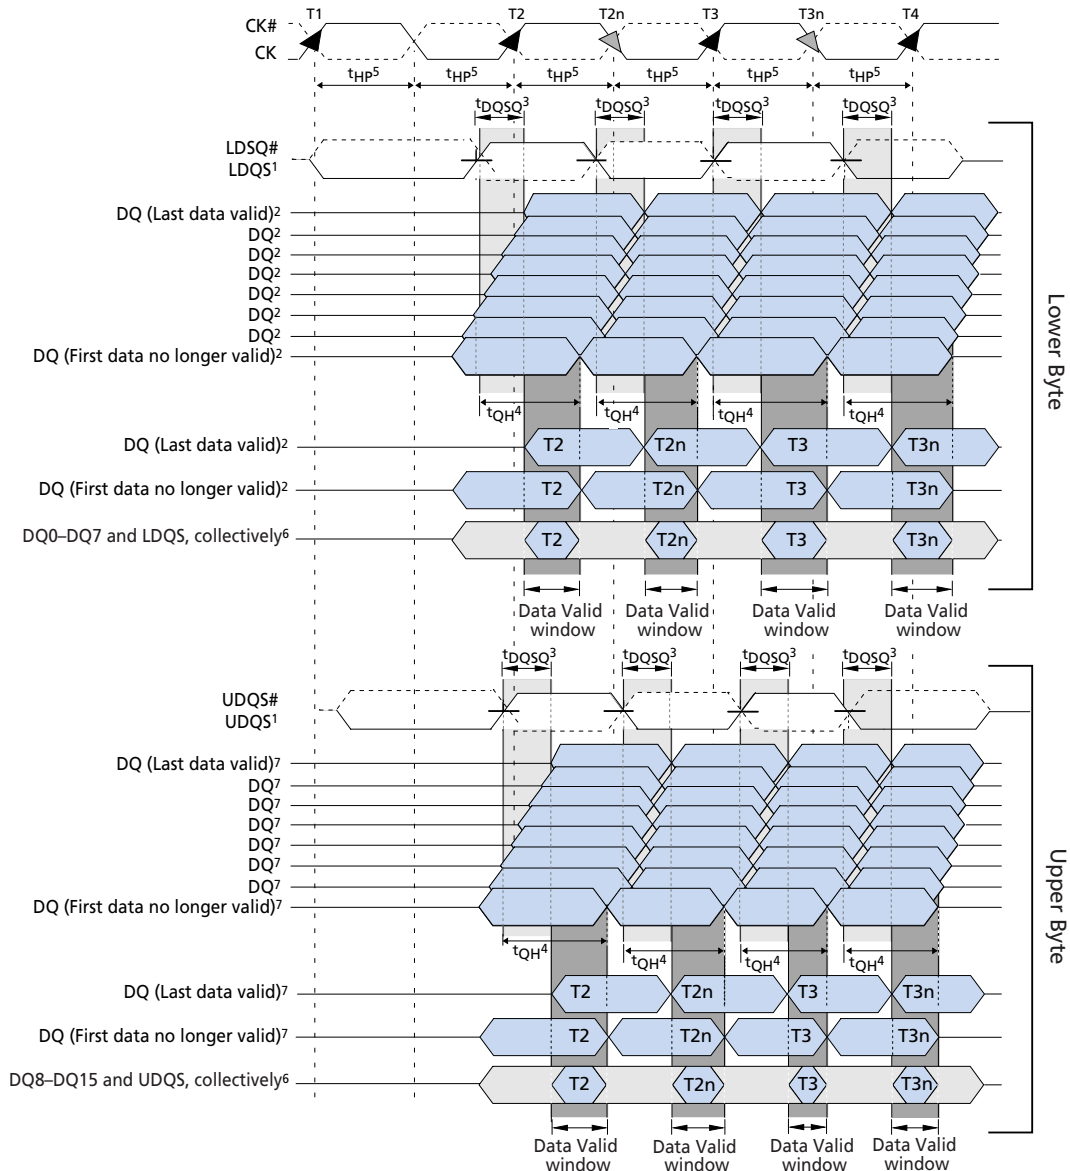 T1 T2 T2n T3 T3n T4
CK#
CK
tHP5 tHP5 tHP5 tHP5 tHP5 tHP5
tDQSQ3 tDQSQ3 tDQSQ3 tDQSQ3
LDSQ#
LDQS1
DQ (Last data valid)2
DQ2
DQ2
DQ2
DQ2
DQ2
DQ2
DQ (First data no longer valid)2
tQH4 tQH4 tQH4 tQH4
DQ (Last data valid)2 T2 T2n T3 T3n
DQ (First data no longer valid)2 T2 T2n T3 T3n
DQ0–DQ7 and LDQS, collectively6 T2 T2n T3 T3n
Data Valid window Data Valid window Data Valid window Data Valid window
Lower Byte
tDQSQ3 tDQSQ3 tDQSQ3 tDQSQ3
UDQS#
UDQS1
DQ (Last data valid)7
DQ7
DQ7
DQ7
DQ7
DQ7
DQ7
DQ (First data no longer valid)7
tQH4 tQH4 tQH4 tQH4
DQ (Last data valid)7 T2 T2n T3 T3n
DQ (First data no longer valid)7 T2 T2n T3 T3n
DQ8–DQ15 and UDQS, collectively6 T2 T2n T3 T3n
Data Valid window Data Valid window Data Valid window Data Valid window
Upper Byte